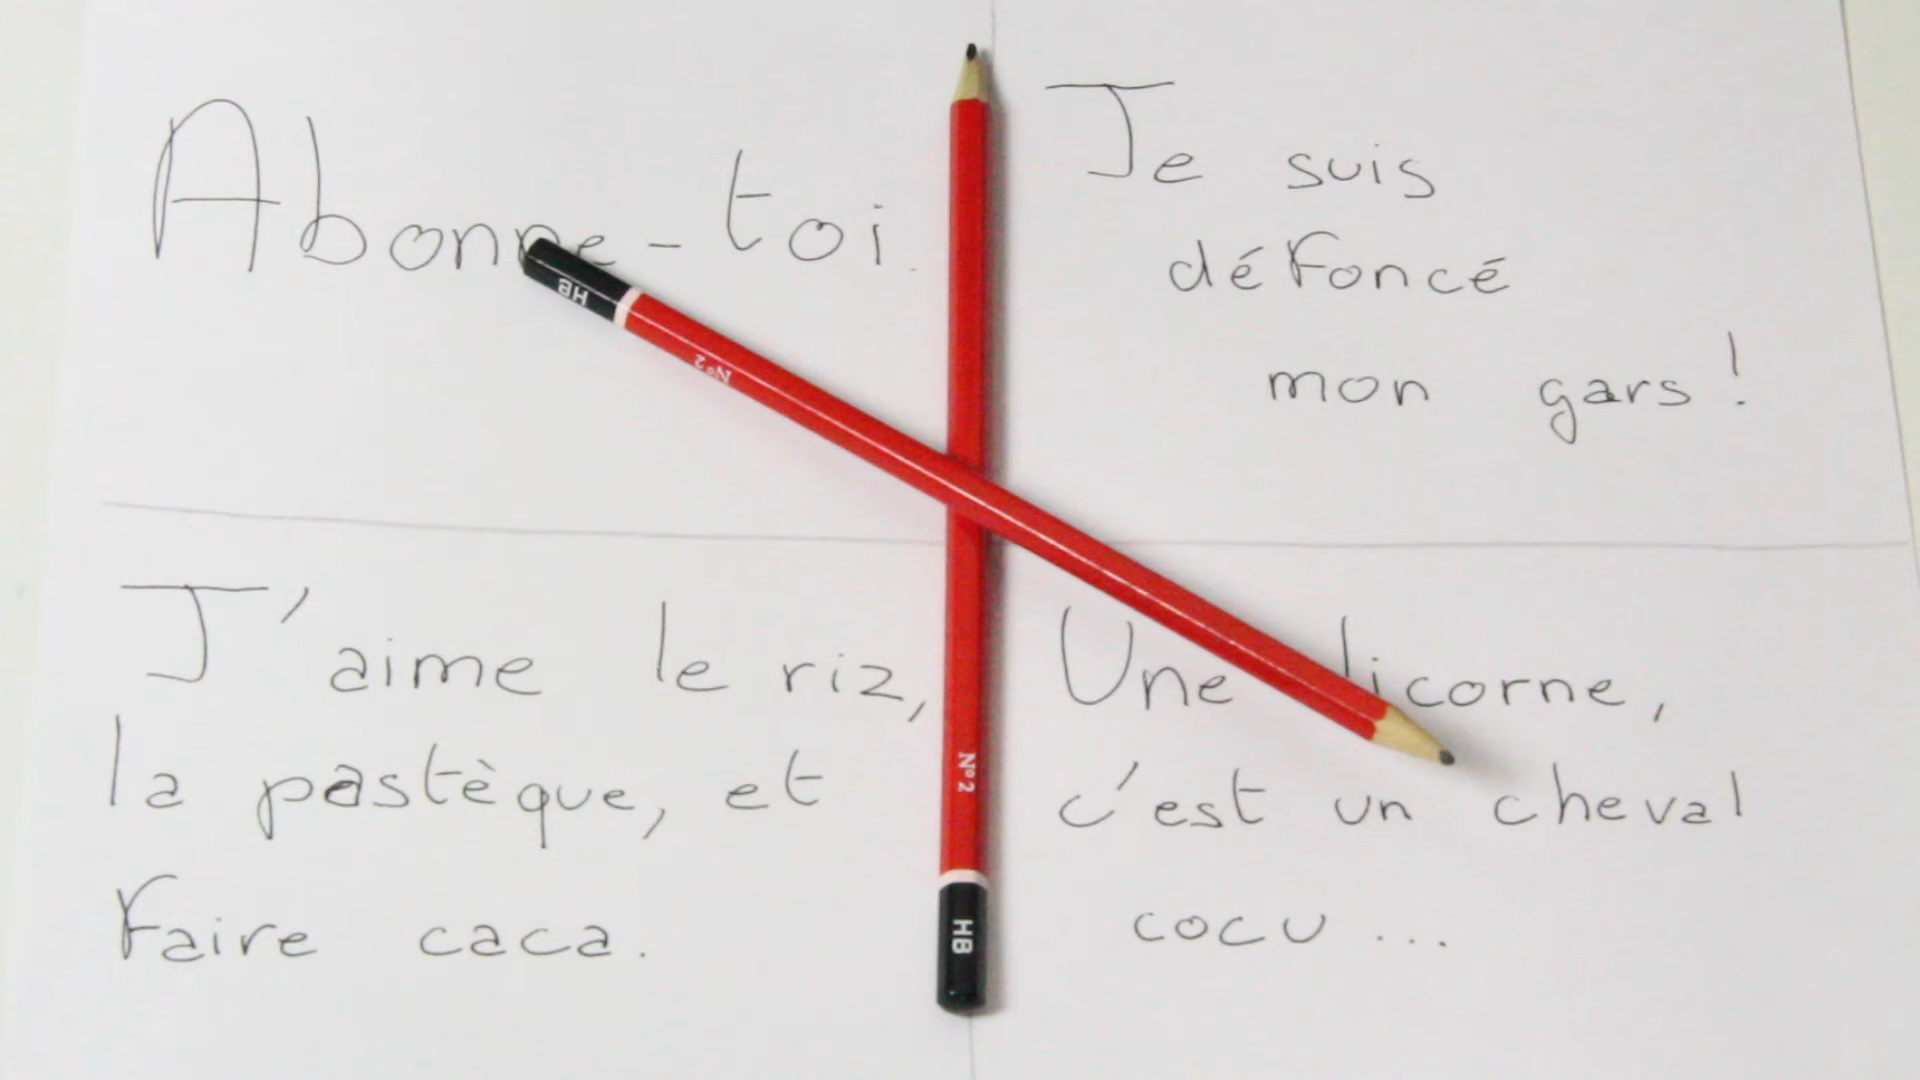 Abonne-toi.
Je suis
défoncé
mon gars !
J'aime le riz,
la pastèque, et
faire caca.
Une licorne,
c'est un cheval
cocu ...
HB
N°2
N°2
HB